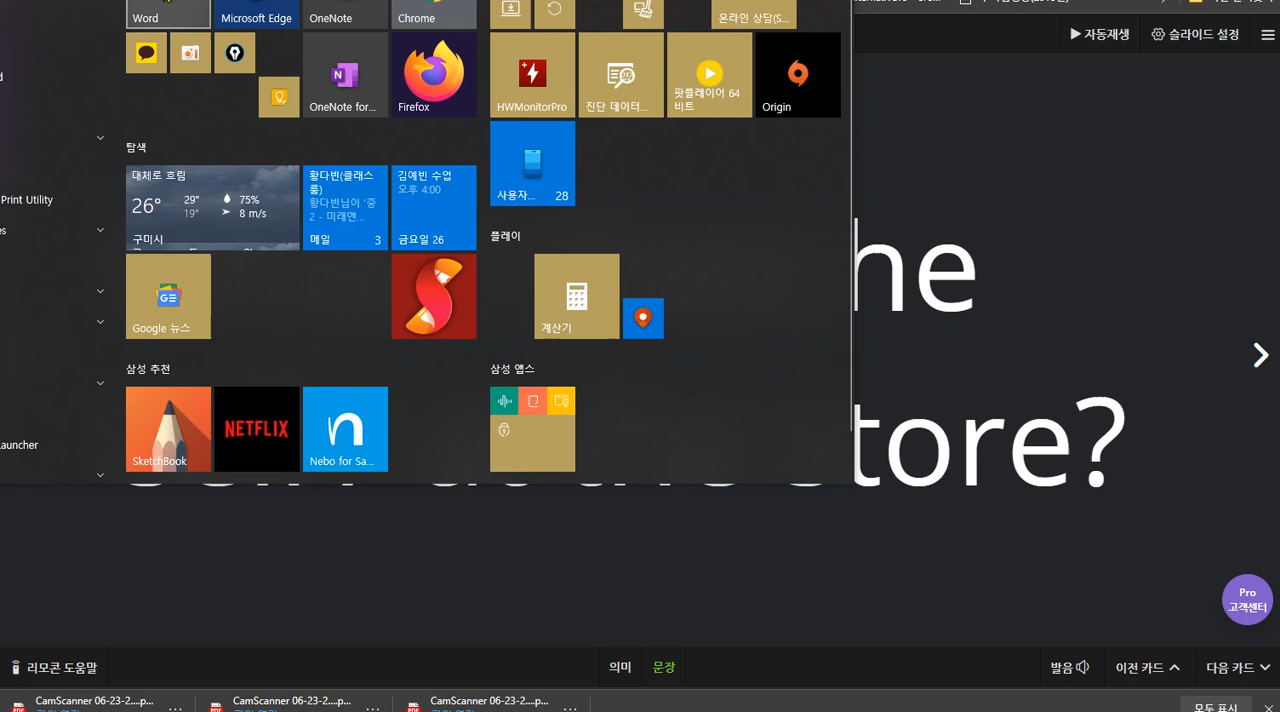 Word
Microsoft Edge
OneNote
Chrome
온라인 상담(S...
자동재생
슬라이드 설정
OneNote for...
Firefox
HWMonitorPro
진단 데이터...
팟플레이어 64
비트
Origin
탐색
대체로 흐림
26°
29°
19°
75%
8 m/s
구미시
황다빈(클래스
룸)
황다빈님이 '중
2 - 미래엔...
메일
3
김예빈 수업
오후 4:00
금요일 26
사용자...
28
Print Utility
플레이
he
Google 뉴스
계산기
삼성 추천
삼성 앱스
SketchBook
NETFLIX
Nebo for Sa...
auncher
tore?
Pro
고객센터
리모콘 도움말
의미
문장
발음
이전 카드
다음 카드
CamScanner 06-23-2....p...
CamScanner 06-23-2....p...
CamScanner 06-23-2....p...
모두 표시